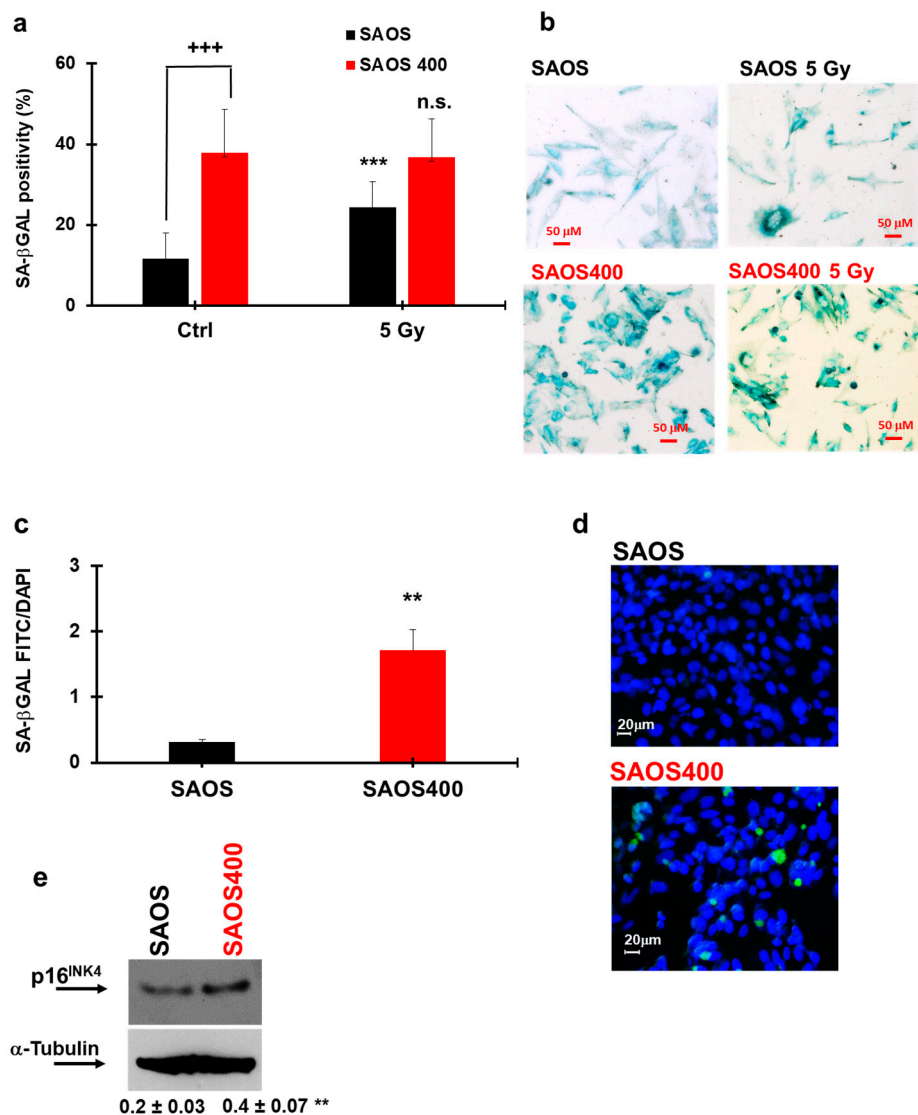 a
SAOS
SAOS 400
+++
n.s.
***
SA-βGAL positivity (%)
60
40
20
0
Ctrl
5 Gy
b
SAOS
SAOS 5 Gy
50 µM
50 µM
SAOS400
SAOS400 5 Gy
50 µM
50 µM
c
SA-βGAL FITC/DAPI
3
2
1
0
**
SAOS
SAOS400
d
SAOS
20µm
SAOS400
20µm
e
SAOS
SAOS400
p16INK4
α-Tubulin
0.2 ± 0.03 0.4 ± 0.07 **